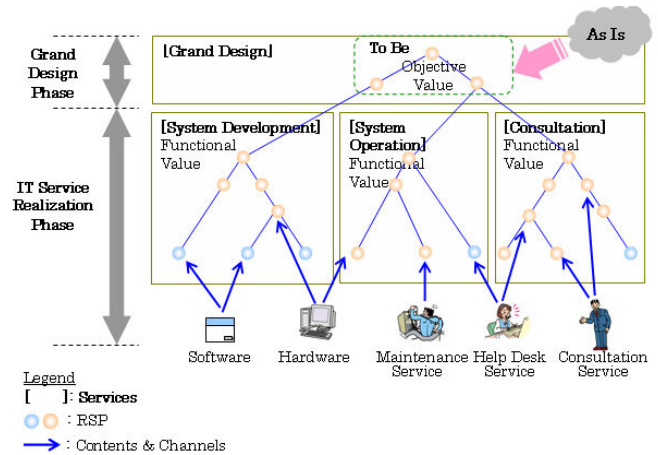 Grand
Design
Phase
[Grand Design]
To Be
Objective
Value
As Is
IT Service
Realization
Phase
[System Development]
Functional
Value
[System
Operation]
Functional
Value
[Consultation]
Functional
Value
Software
Hardware
Maintenance
Service
Help Desk
Service
Consultation
Service
Legend
[ ]: Services
: RSP
: Contents & Channels